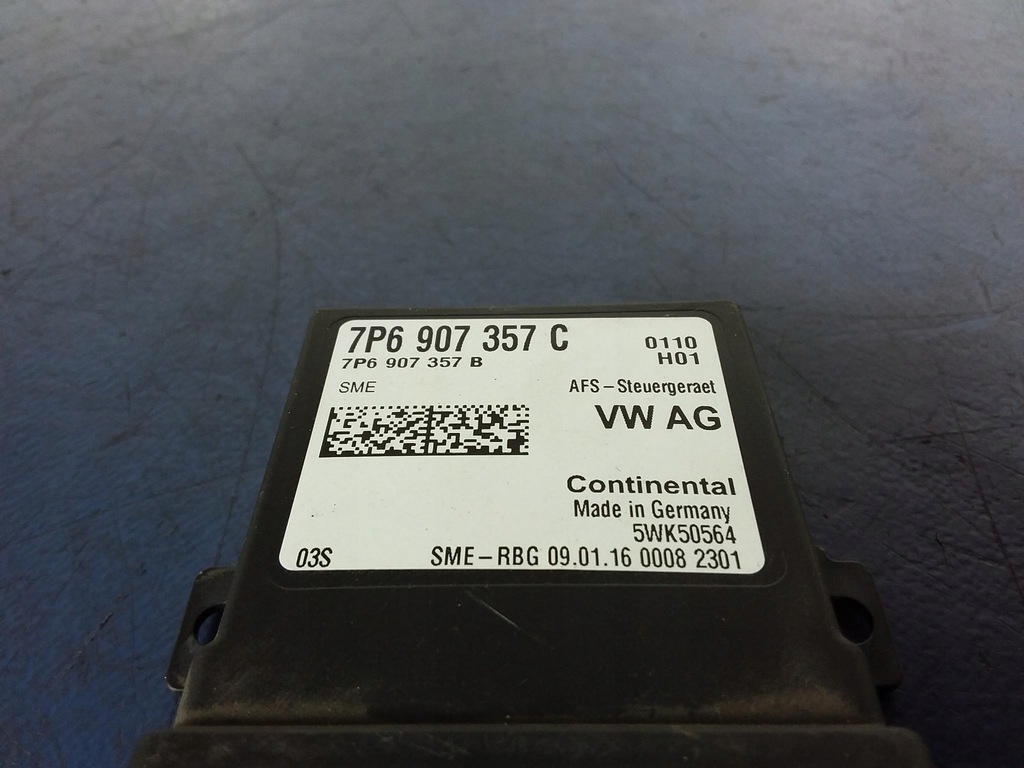 7P6 907 357 C
7P6 907 357 B
SME
0110
H01
AFS-Steuergeraet
VW AG
Continental
Made in Germany
5WK50564
03S
SME-RBG 09.01.16 0008 2301